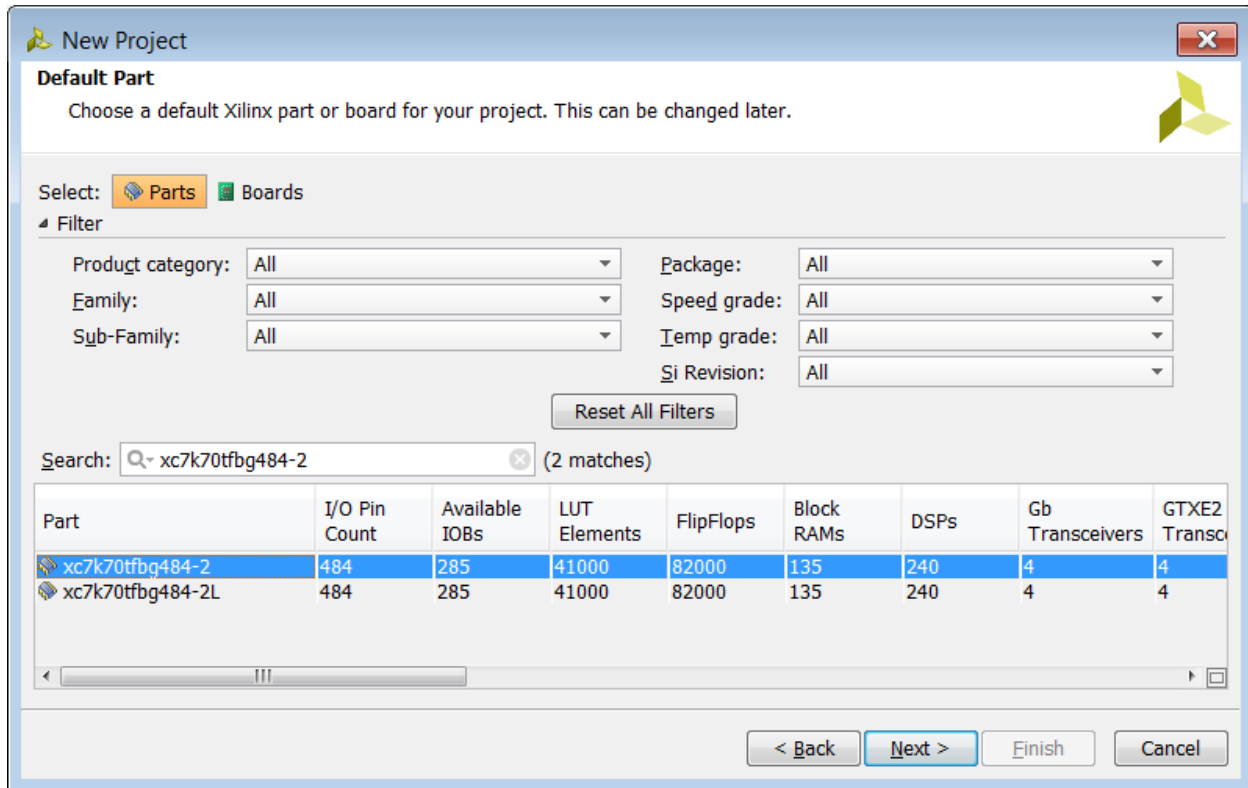 New Project
Default Part
Choose a default Xilinx part or board for your project. This can be changed later.
Select: Parts Boards
Filter
Product category: All Package: All
Family: All Speed grade: All
Sub-Family: All Temp grade: All
Si Revision: All
Reset All Filters
Search: xc7k70tfbg484-2 (2 matches)
Part I/O Pin Count Available IOBs LUT Elements FlipFlops Block RAMs DSPs Gb Transceivers GTXE2 Transc
xc7k70tfbg484-2 484 285 41000 82000 135 240 4 4
xc7k70tfbg484-2L 484 285 41000 82000 135 240 4 4
< Back Next > Finish Cancel